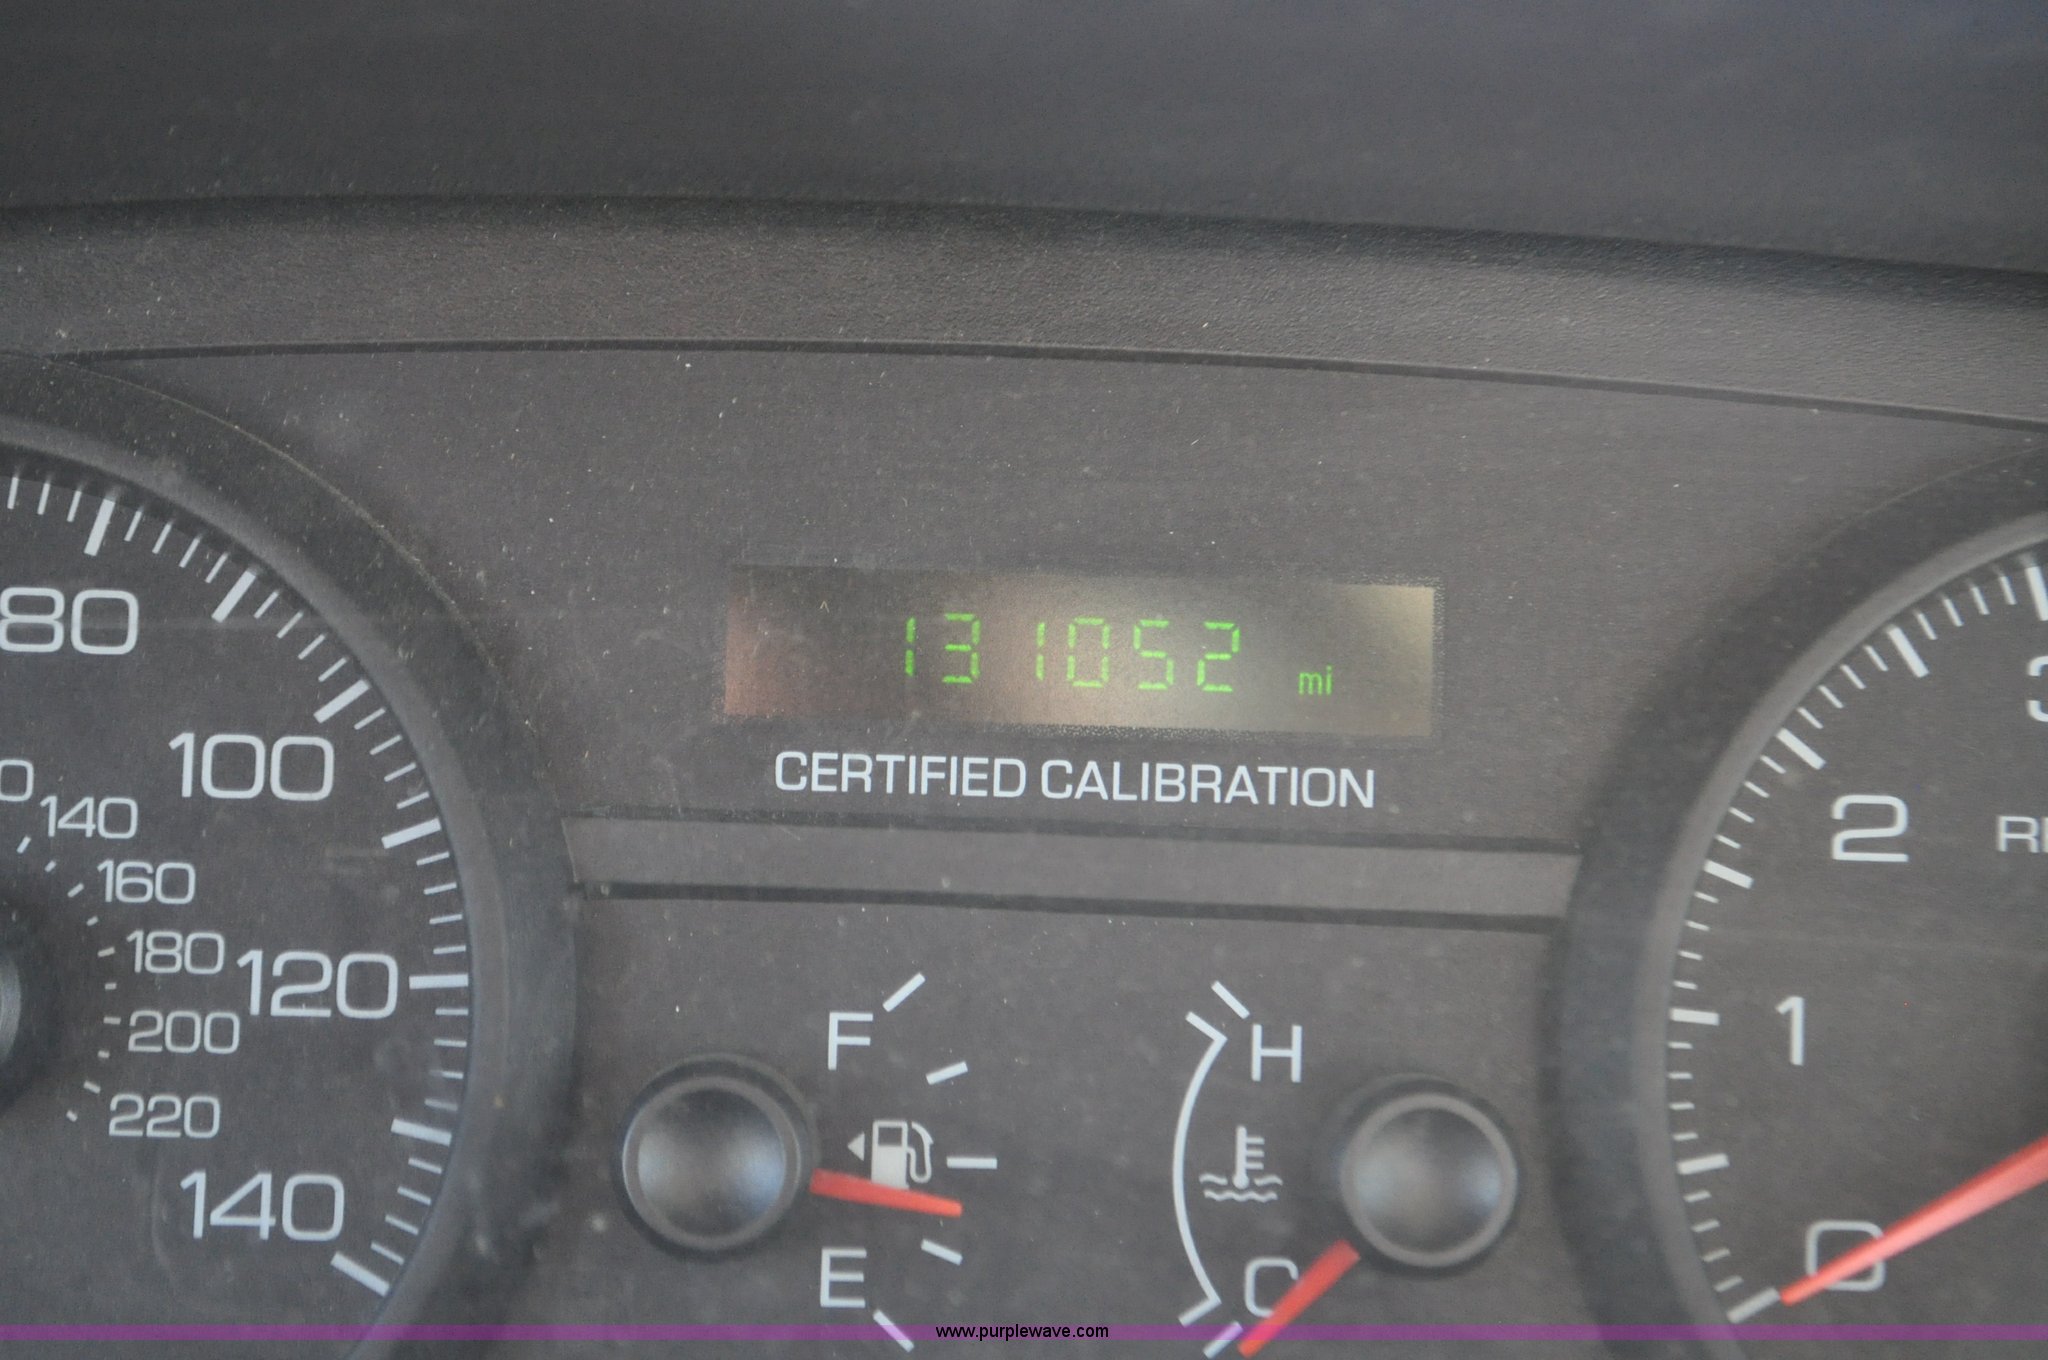 131052 mi
CERTIFIED CALIBRATION
80
100
120
140
140
160
180
200
220
F
E
H
C
2
1
0
www.purplewave.com